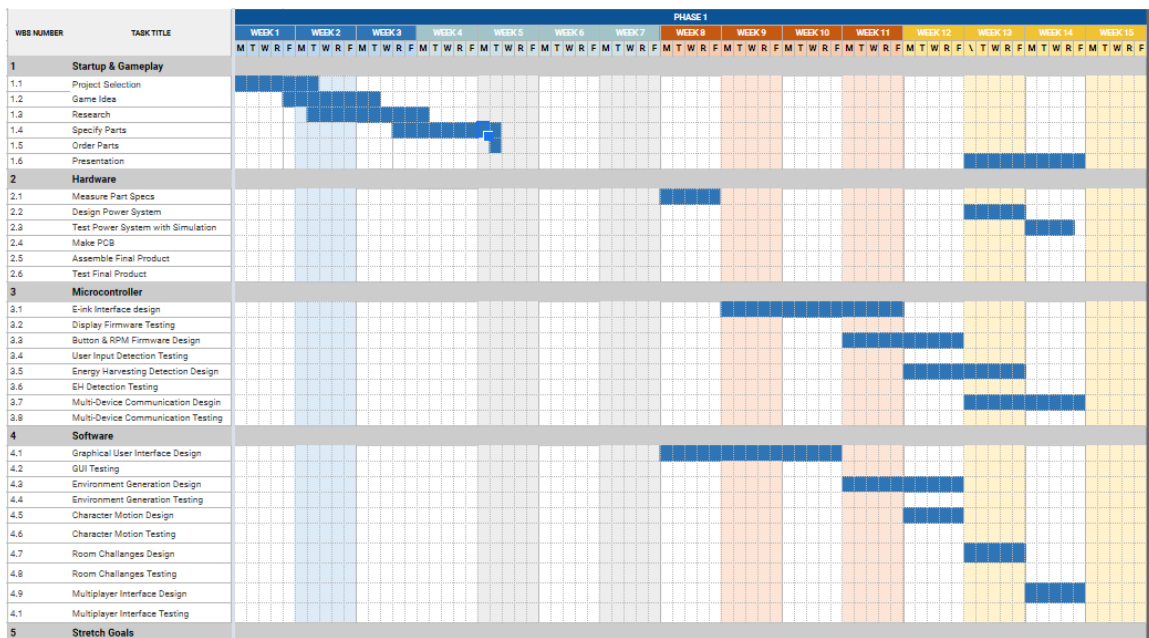 PHASE 1
WBS NUMBER TASK TITLE WEEK 1 WEEK 2 WEEK 3 WEEK 4 WEEK 5 WEEK 6 WEEK 7 WEEK 8 WEEK 9 WEEK 10 WEEK 11 WEEK 12 WEEK 13 WEEK 14 WEEK 15
M T W R F M T W R F M T W R F M T W R F M T W R F M T W R F M T W R F M T W R F M T W R F M T W R F M T W R F M T W R F \ T W R F M T W R F M T W R F
1 Startup & Gameplay
1.1 Project Selection
1.2 Game Idea
1.3 Research
1.4 Specify Parts
1.5 Order Parts
1.6 Presentation
2 Hardware
2.1 Measure Part Specs
2.2 Design Power System
2.3 Test Power System with Simulation
2.4 Make PCB
2.5 Assemble Final Product
2.6 Test Final Product
3 Microcontroller
3.1 E-ink Interface design
3.2 Display Firmware Testing
3.3 Button & RPM Firmware Design
3.4 User Input Detection Testing
3.5 Energy Harvesting Detection Design
3.6 EH Detection Testing
3.7 Multi-Device Communication Desgin
3.8 Multi-Device Communication Testing
4 Software
4.1 Graphical User Interface Design
4.2 GUI Testing
4.3 Environment Generation Design
4.4 Environment Generation Testing
4.5 Character Motion Design
4.6 Character Motion Testing
4.7 Room Challanges Design
4.8 Room Challanges Testing
4.9 Multiplayer Interface Design
4.1 Multiplayer Interface Testing
5 Stretch Goals